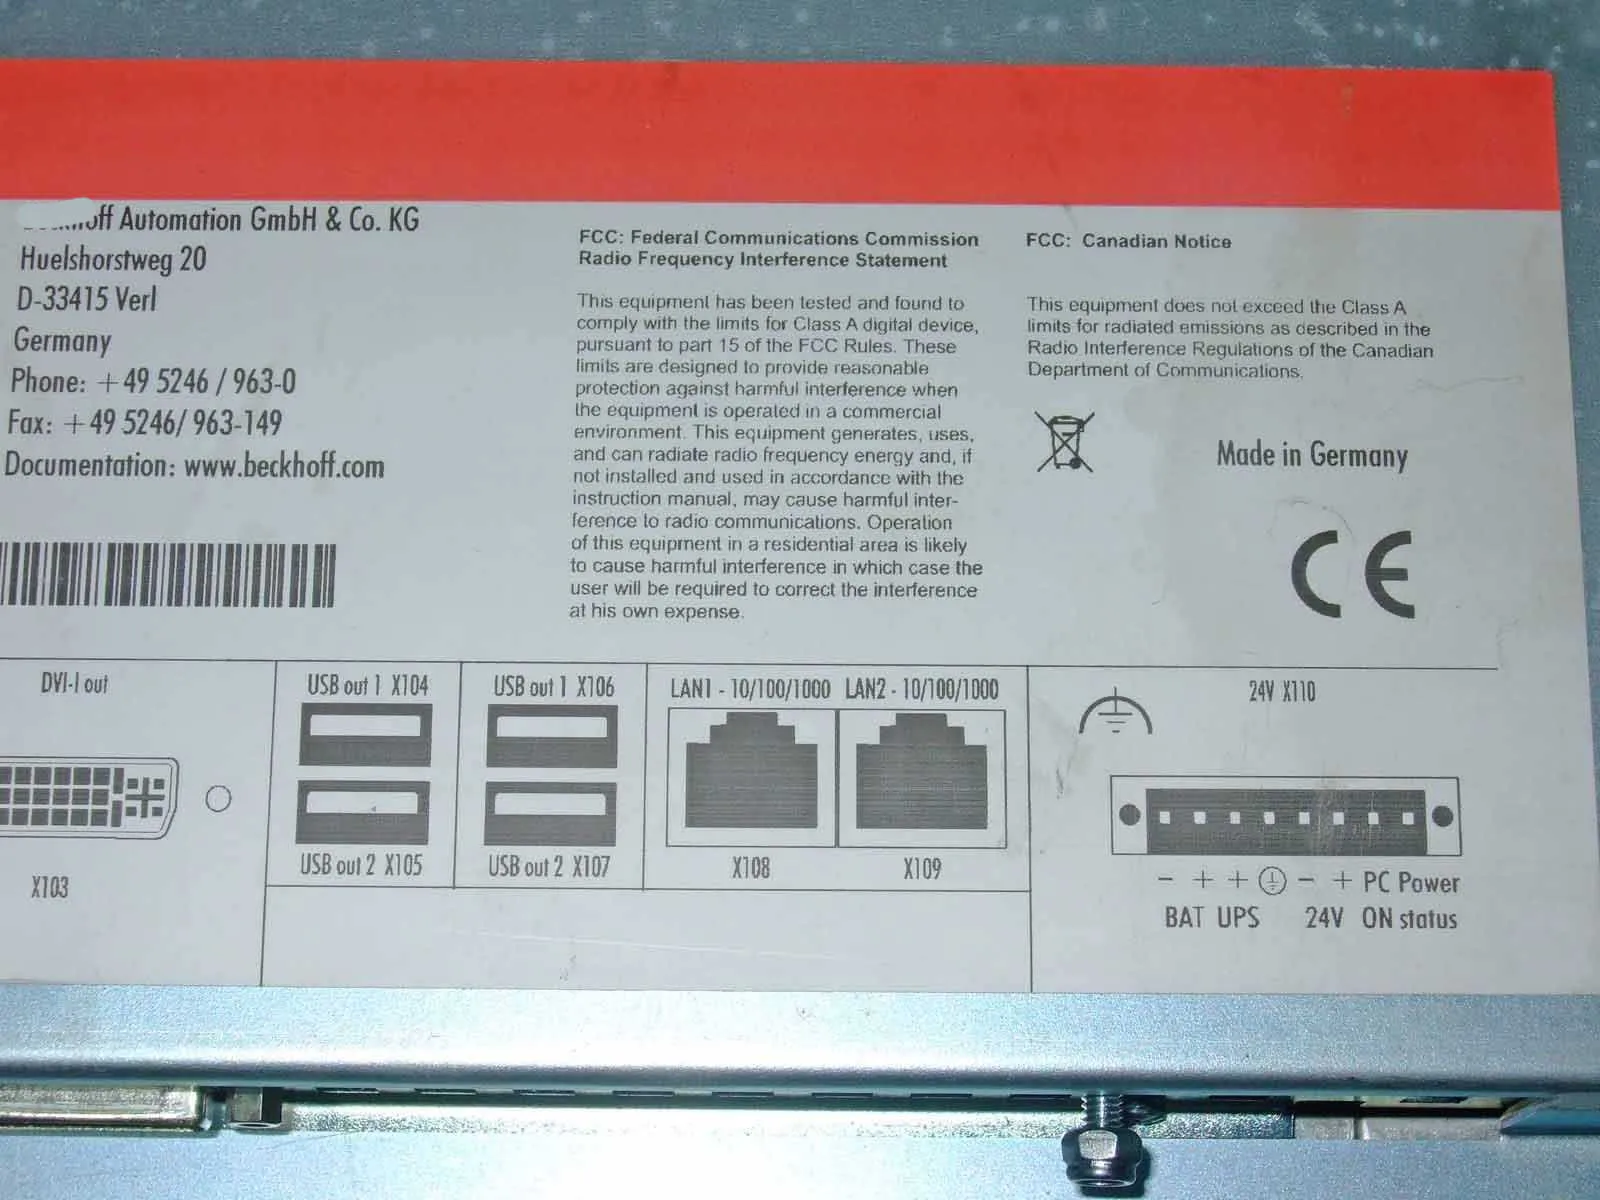 Automation GmbH & Co. KG
Huelshorstweg 20
D-33415 Verl
Germany
Phone: +49 5246 / 963-0
Fax: +49 5246/ 963-149
Documentation: www.beckhoff.com
FCC: Federal Communications Commission
Radio Frequency Interference Statement
This equipment has been tested and found to
comply with the limits for Class A digital device,
pursuant to part 15 of the FCC Rules. These
limits are designed to provide reasonable
protection against harmful interference when
the equipment is operated in a commercial
environment. This equipment generates, uses,
and can radiate radio frequency energy and, if
not installed and used in accordance with the
instruction manual, may cause harmful inter-
ference to radio communications. Operation
of this equipment in a residential area is likely
to cause harmful interference in which case the
user will be required to correct the interference
at his own expense.
FCC: Canadian Notice
This equipment does not exceed the Class A
limits for radiated emissions as described in the
Radio Interference Regulations of the Canadian
Department of Communications.
Made in Germany
CE
DVI-I out
X103
USB out 1 X104
USB out 2 X105
USB out 1 X106
USB out 2 X107
LAN1 - 10/100/1000 LAN2 - 10/100/1000
X108 X109
24V X110
- + + - + PC Power
BAT UPS 24V ON status